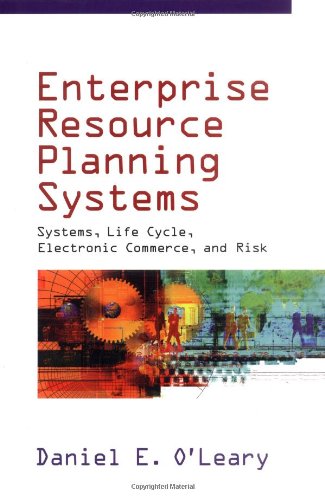 Enterprise
Resource
Planning
Systems
Systems, Life Cycle,
Electronic Commerce, and Risk
Daniel E. O'Leary